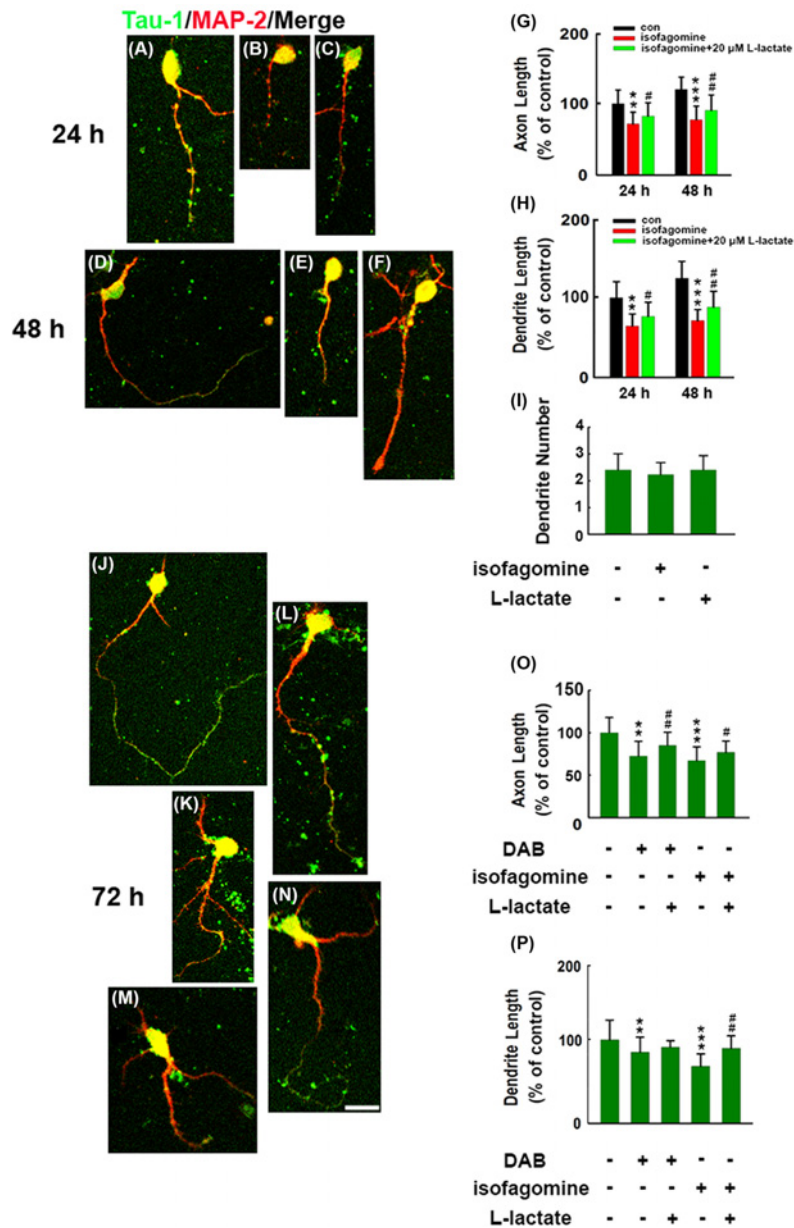 Tau-1/MAP-2/Merge
(A)
(B)
(C)
24 h
(D)
(E)
(F)
48 h
(G)
con
isofagomine
isofagomine+20 μM L-lactate
200
100
0
Axon Length
(% of control)
** # *** ##
24 h 48 h
(H)
con
isofagomine
isofagomine+20 μM L-lactate
200
100
0
Dendrite Length
(% of control)
** # *** ##
24 h 48 h
(I)
4
3
2
1
0
Dendrite Number
isofagomine - + -
L-lactate - - +
(J)
(L)
(K)
72 h
(N)
(M)
(O)
150
100
50
0
Axon Length
(% of control)
** ## *** #
DAB - + + - -
isofagomine - - - + +
L-lactate - - + - +
(P)
200
100
0
Dendrite Length
(% of control)
** *** ##
DAB - + + - -
isofagomine - - - + +
L-lactate - - + - +